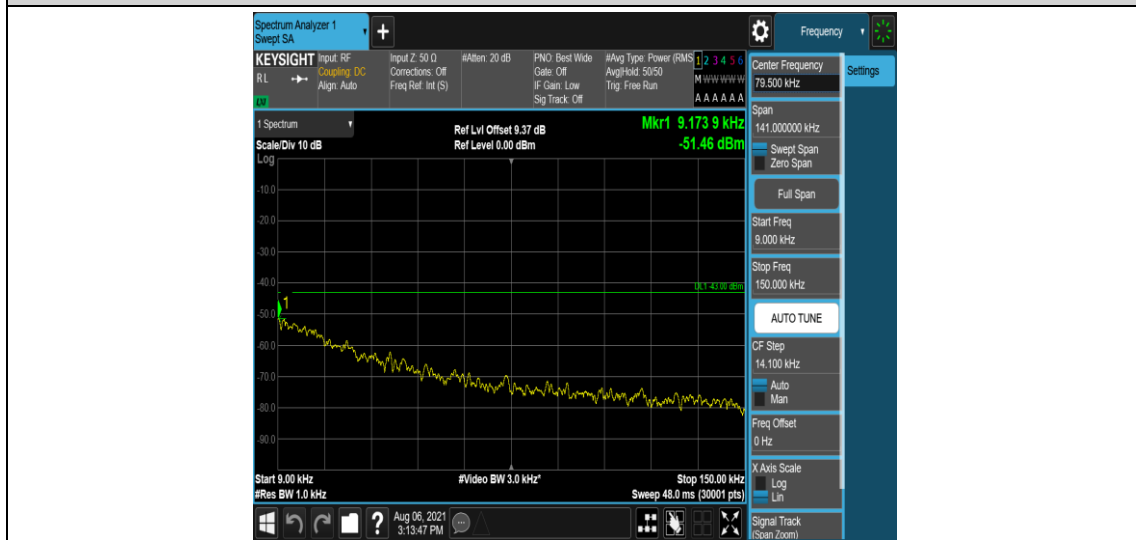 Spectrum Analyzer 1
Swept SA
+
Frequency
KEYSIGHT
RL
LXI
Input: RF
Coupling: DC
Align: Auto
Input Z: 50 Ω
Corrections: Off
Freq Ref: Int (S)
#Atten: 20 dB
PNO: Best Wide
Gate: Off
IF Gain: Low
Sig Track: Off
#Avg Type: Power (RMS
Avg|Hold: 50/50
Trig: Free Run
1 2 3 4 5 6
M W W W W W
A A A A A A
1 Spectrum
Scale/Div 10 dB
Ref Lvl Offset 9.37 dB
Ref Level 0.00 dBm
Mkr1 9.173 9 kHz
-51.46 dBm
Log
-10.0
-20.0
-30.0
-40.0
-50.0
-60.0
-70.0
-80.0
-90.0
DL1 -43.00 dBm
1
Start 9.00 kHz
#Res BW 1.0 kHz
#Video BW 3.0 kHz*
Stop 150.00 kHz
Sweep 48.0 ms (30001 pts)
?
Aug 06, 2021
3:13:47 PM
Center Frequency
79.500 kHz
Settings
Span
141.000000 kHz
Swept Span
Zero Span
Full Span
Start Freq
9.000 kHz
Stop Freq
150.000 kHz
AUTO TUNE
CF Step
14.100 kHz
Auto
Man
Freq Offset
0 Hz
X Axis Scale
Log
Lin
Signal Track
(Span Zoom)